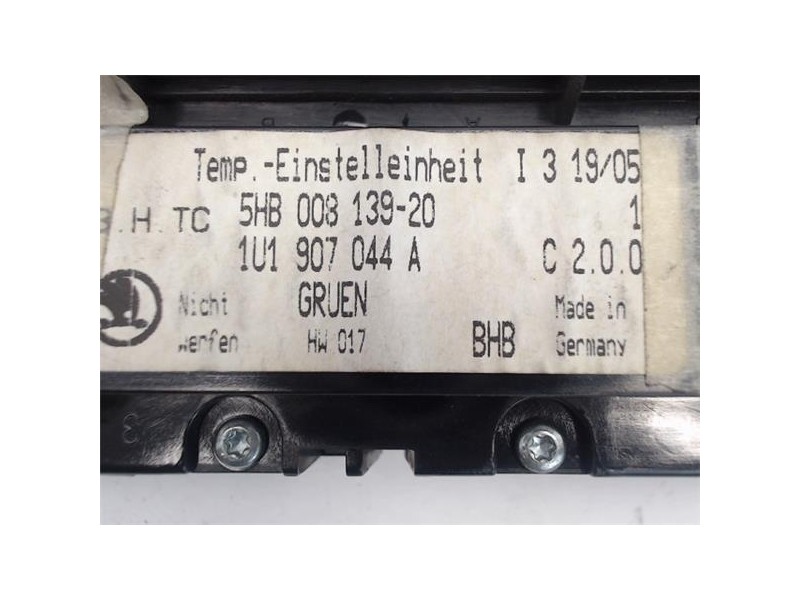 Temp.-Einstelleinheit I 3 19/05
B.H.TC 5HB 008 139-20 1
1U1 907 044 A C 2.0.0
Nicht GRUEN Made in
werfen HW 017 BHB Germany
3